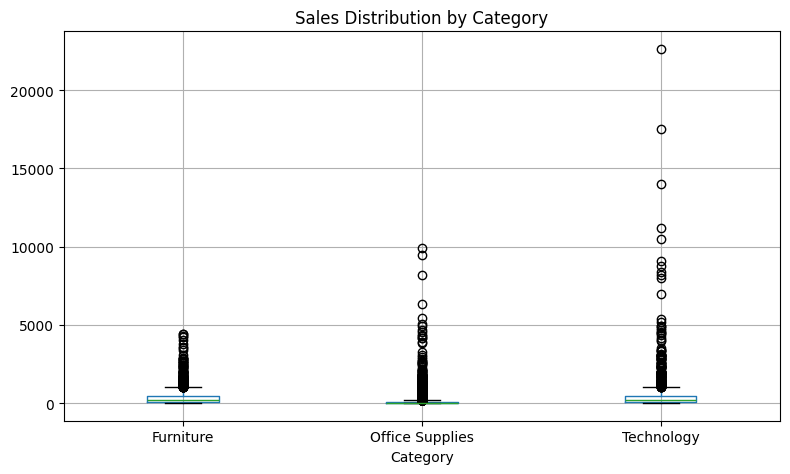 Sales Distribution by Category
20000
15000
10000
5000
0
Furniture
Office Supplies
Technology
Category